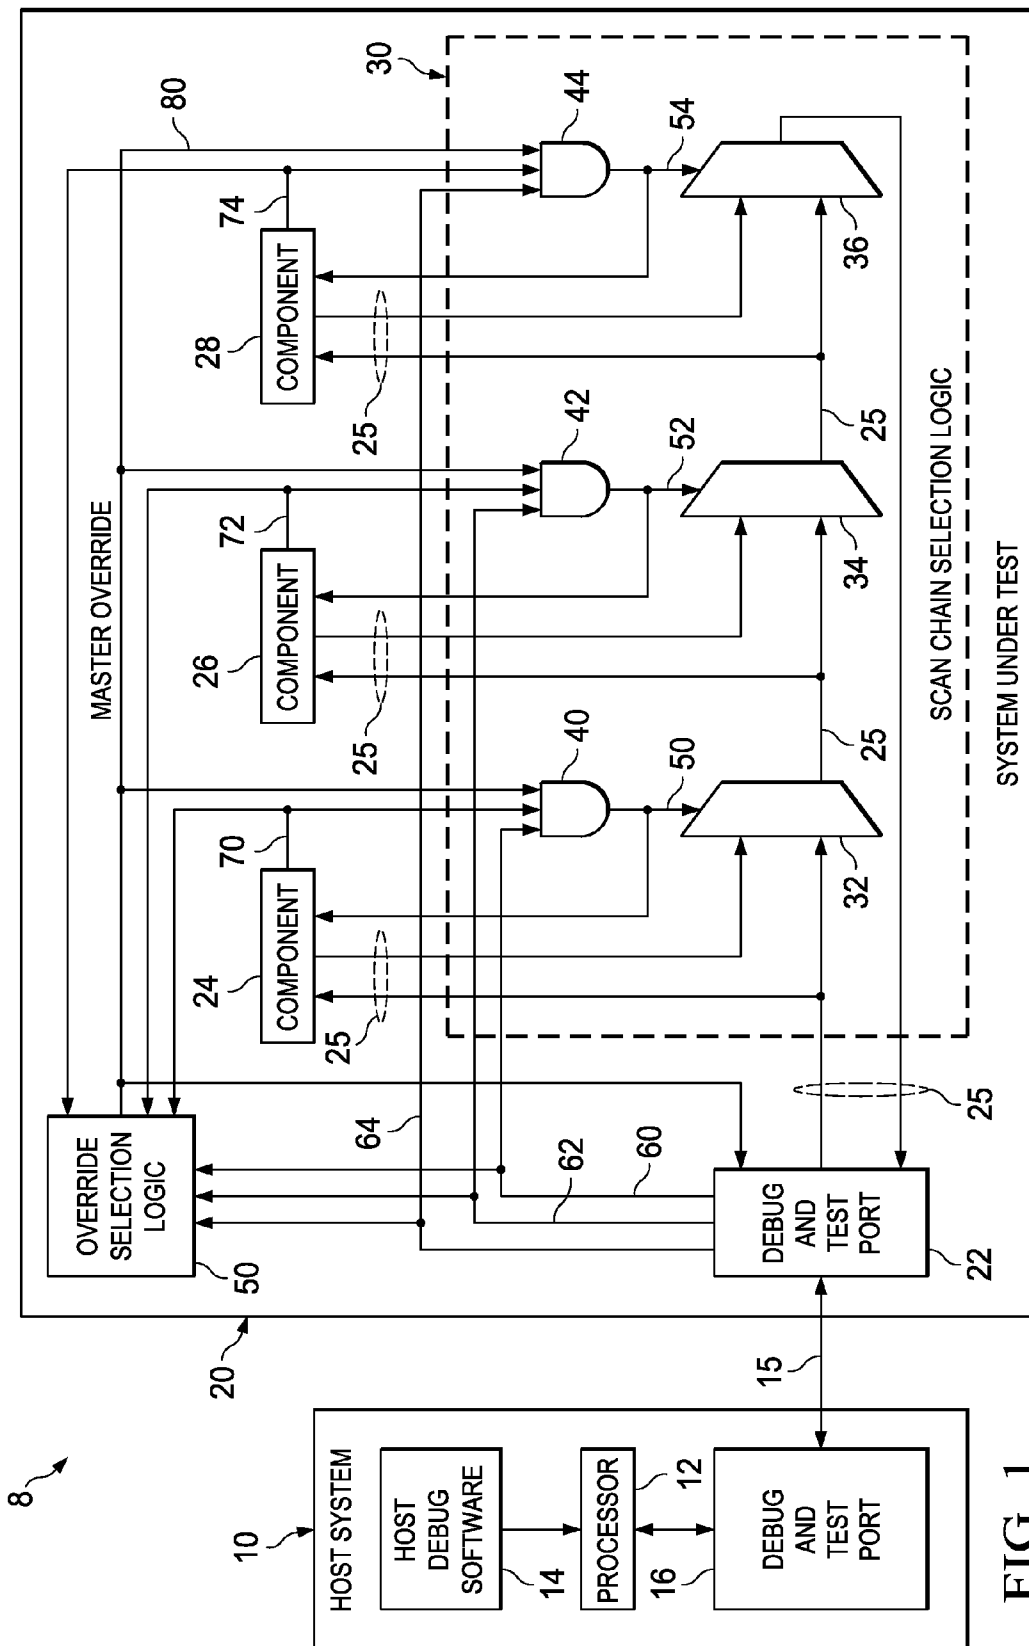 8
10
HOST SYSTEM
HOST
DEBUG
SOFTWARE
14
PROCESSOR
12
16
DEBUG
AND
TEST
PORT
15
20
OVERRIDE
SELECTION
LOGIC
50
MASTER OVERRIDE
80
64
62
60
DEBUG
AND
TEST
PORT
22
25
24
COMPONENT
70
25
26
COMPONENT
72
25
28
COMPONENT
74
25
30
40
50
32
25
42
52
34
25
44
54
36
SCAN CHAIN SELECTION LOGIC
SYSTEM UNDER TEST
FIG. 1